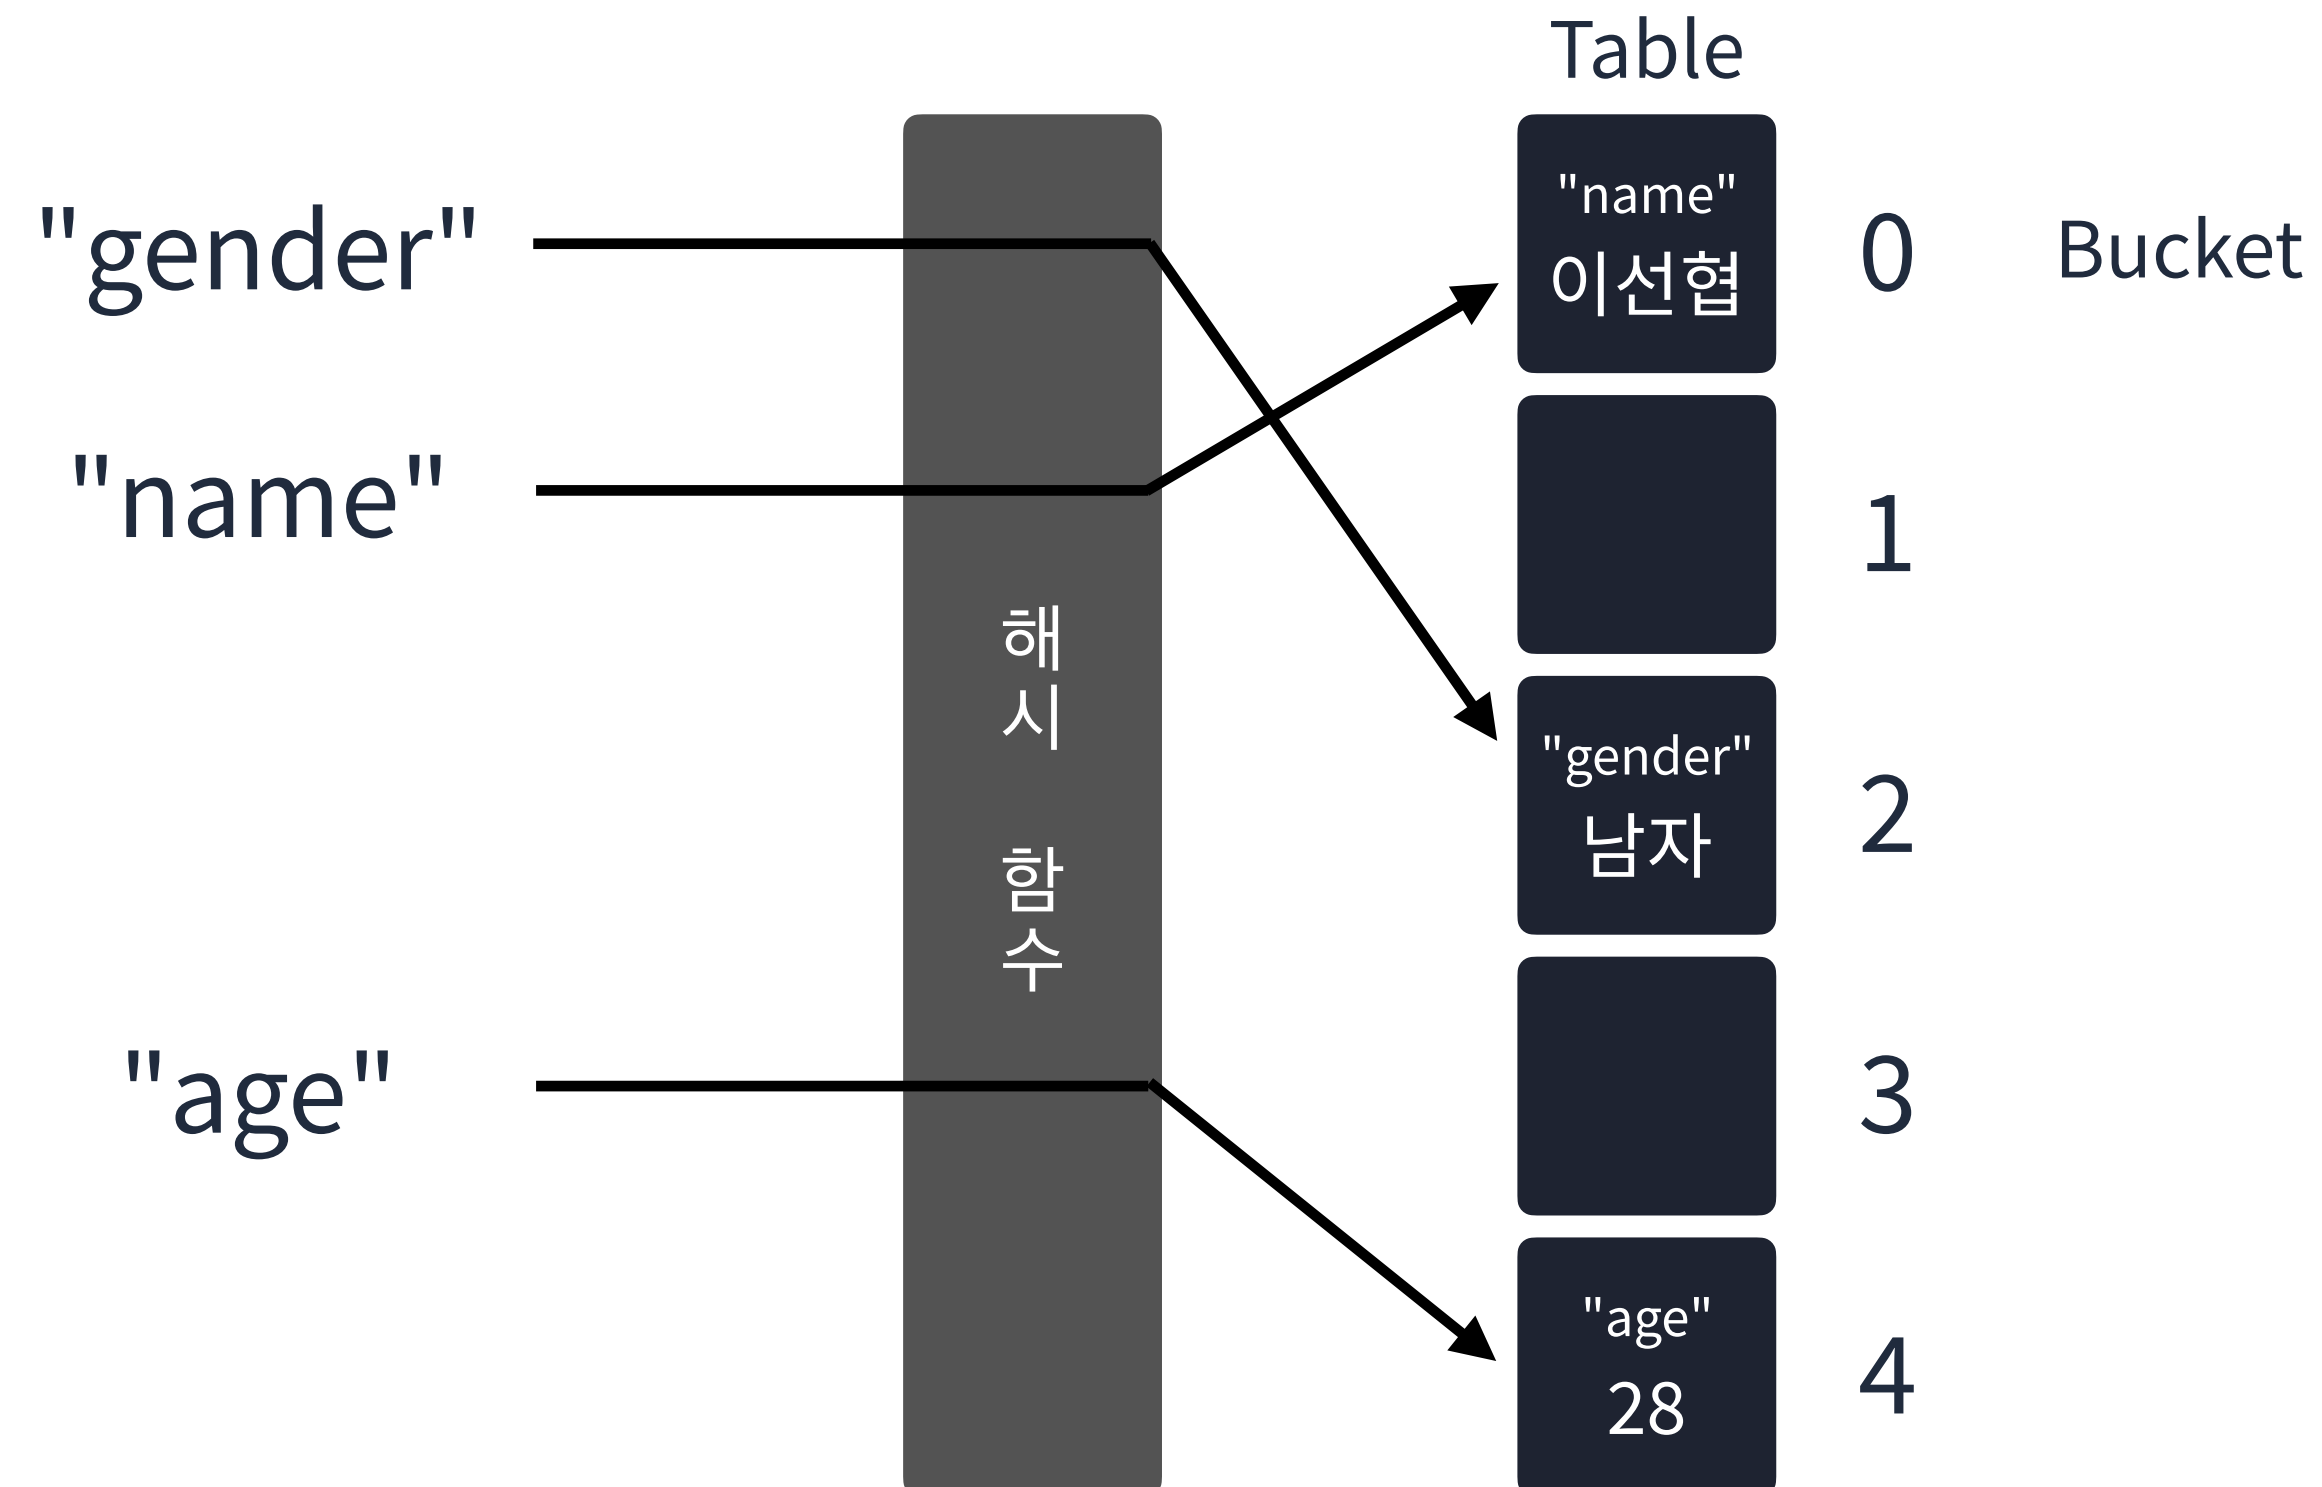 Table
"gender"
"name"
"age"
해
시
함
수
"name"
이선협
0
Bucket
1
"gender"
남자
2
3
"age"
28
4